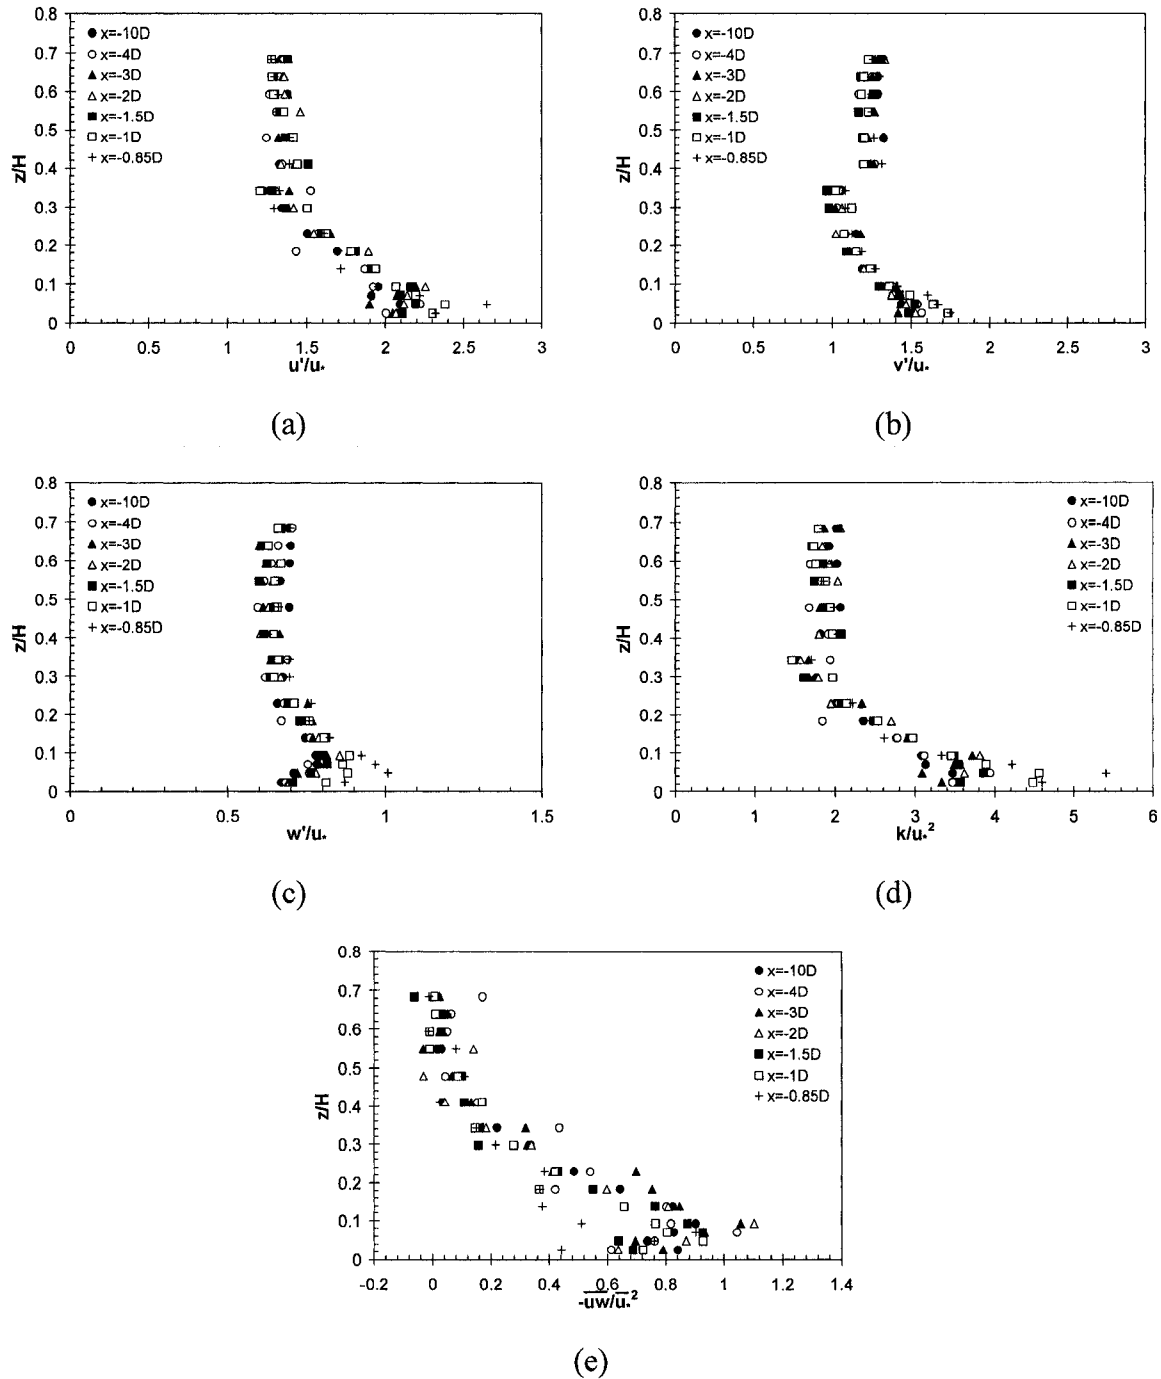 0.8
0.7
0.6
0.5
0.4
0.3
0.2
0.1
0
z/H
x=-10D
x=-4D
x=-3D
x=-2D
x=-1.5D
x=-1D
x=-0.85D
0 0.5 1 1.5 2 2.5 3
u'/u*
(a)
0.8
0.7
0.6
0.5
0.4
0.3
0.2
0.1
0
z/H
x=-10D
x=-4D
x=-3D
x=-2D
x=-1.5D
x=-1D
x=-0.85D
0 0.5 1 1.5 2 2.5 3
v'/u*
(b)
0.8
0.7
0.6
0.5
0.4
0.3
0.2
0.1
0
z/H
x=-10D
x=-4D
x=-3D
x=-2D
x=-1.5D
x=-1D
x=-0.85D
0 0.5 1 1.5
w'/u*
(c)
0.8
0.7
0.6
0.5
0.4
0.3
0.2
0.1
0
z/H
x=-10D
x=-4D
x=-3D
x=-2D
x=-1.5D
x=-1D
x=-0.85D
0 1 2 3 4 5 6
k/u*²
(d)
0.8
0.7
0.6
0.5
0.4
0.3
0.2
0.1
0
z/H
x=-10D
x=-4D
x=-3D
x=-2D
x=-1.5D
x=-1D
x=-0.85D
-0.2 0 0.2 0.4 0.6 0.8 1 1.2 1.4
-uw/u*²
(e)